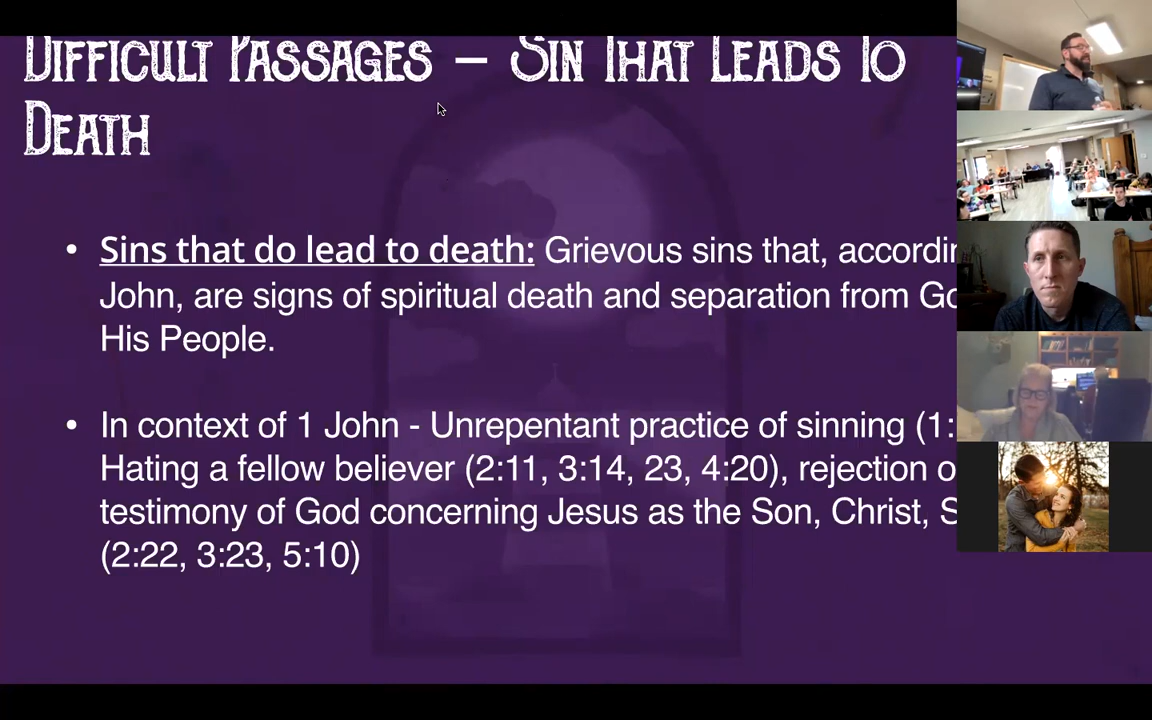 Difficult Passages – Sin That Leads To
Death
• Sins that do lead to death: Grievous sins that,
John, are signs of spiritual death and separation from
His People.
• In context of 1 John - Unrepentant practice of sinning (1:
Hating a fellow believer (2:11, 3:14, 23, 4:20), rejection
testimony of God concerning Jesus as the Son, Christ,
(2:22, 3:23, 5:10)